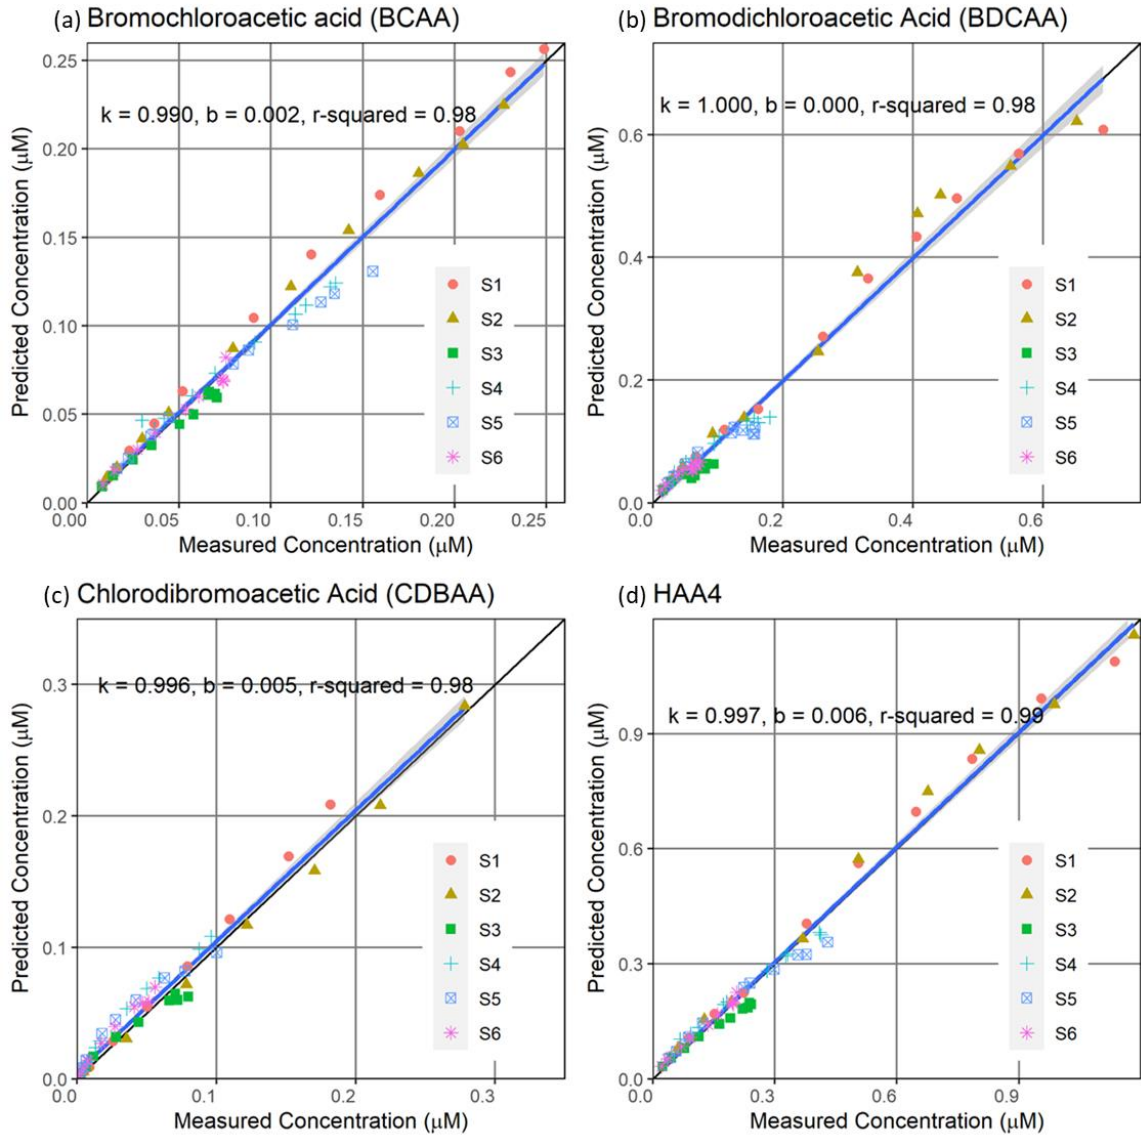 (a) Bromochloroacetic acid (BCAA)
k = 0.990, b = 0.002, r-squared = 0.98
Predicted Concentration (μM)
0.25
0.20
0.15
0.10
0.05
0.00
S1
S2
S3
S4
S5
S6
0.00 0.05 0.10 0.15 0.20 0.25
Measured Concentration (μM)
(b) Bromodichloroacetic Acid (BDCAA)
k = 1.000, b = 0.000, r-squared = 0.98
Predicted Concentration (μM)
0.6
0.4
0.2
0.0
S1
S2
S3
S4
S5
S6
0.0 0.2 0.4 0.6
Measured Concentration (μM)
(c) Chlorodibromoacetic Acid (CDBAA)
k = 0.996, b = 0.005, r-squared = 0.98
Predicted Concentration (μM)
0.3
0.2
0.1
0.0
S1
S2
S3
S4
S5
S6
0.0 0.1 0.2 0.3
Measured Concentration (μM)
(d) HAA4
k = 0.997, b = 0.006, r-squared = 0.99
Predicted Concentration (μM)
0.9
0.6
0.3
0.0
S1
S2
S3
S4
S5
S6
0.0 0.3 0.6 0.9
Measured Concentration (μM)